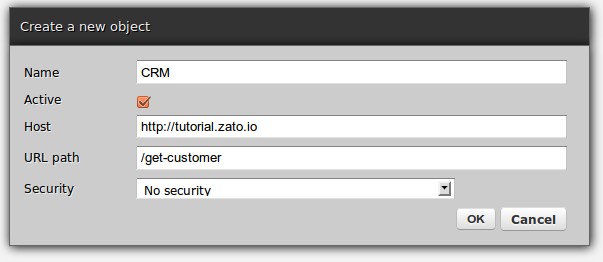 Create a new object
Name CRM
Active
Host http://tutorial.zato.io
URL path /get-customer
Security No security
OK Cancel